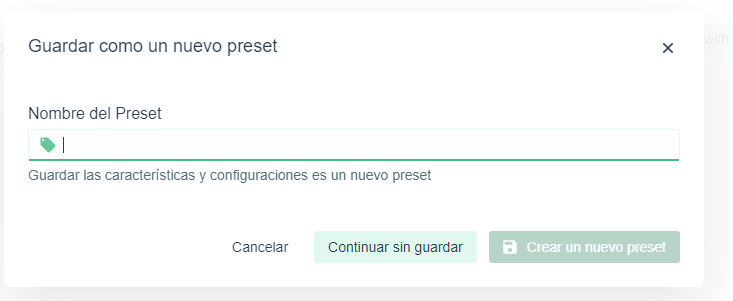 Guardar como un nuevo preset
with
Nombre del Preset
Guardar las características y configuraciones es un nuevo preset
Cancelar
Continuar sin guardar
Crear un nuevo preset